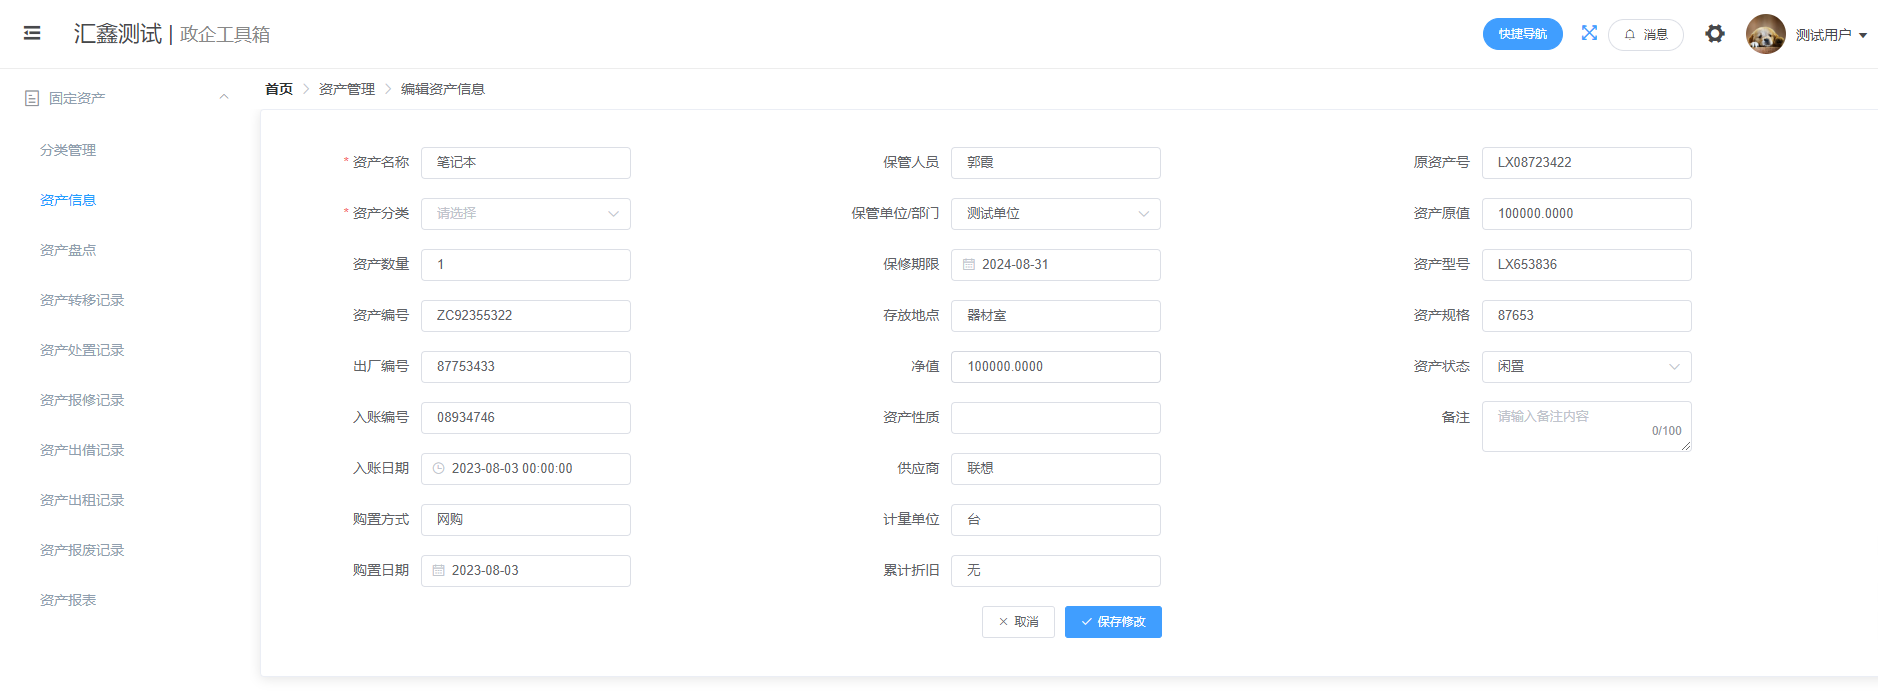 汇鑫测试 | 政企工具箱
快捷导航
消息
测试用户
固定资产
分类管理
资产信息
资产盘点
资产转移记录
资产处置记录
资产报修记录
资产出借记录
资产出租记录
资产报废记录
资产报表
首页 > 资产管理 > 编辑资产信息
* 资产名称 笔记本
保管人员 郭霞
原资产号 LX08723422
* 资产分类 请选择
保管单位/部门 测试单位
资产原值 100000.0000
资产数量 1
保修期限 2024-08-31
资产型号 LX653836
资产编号 ZC92355322
存放地点 器材室
资产规格 87653
出厂编号 87753433
净值 100000.0000
资产状态 闲置
入账编号 08934746
资产性质
备注 请输入备注内容
0/100
入账日期 2023-08-03 00:00:00
供应商 联想
购置方式 网购
计量单位 台
购置日期 2023-08-03
累计折旧 无
取消
保存修改